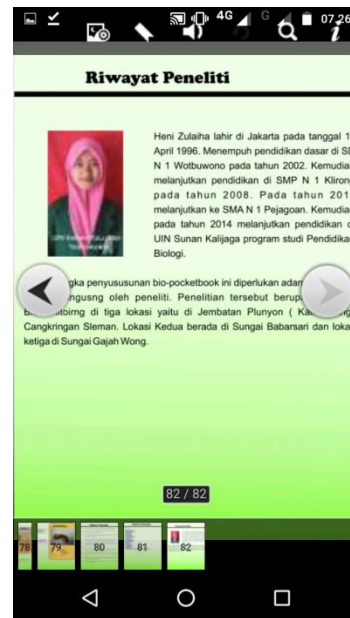 4G
G
07.26
Riwayat Peneliti
Heni Zulaiha lahir di Jakarta pada tanggal 1
April 1996. Menempuh pendidikan dasar di SD
N 1 Wotbuwono pada tahun 2002. Kemudia
melanjutkan pendidikan di SMP N 1 Kliron
pada tahun 2008. Pada tahun 201
melanjutkan ke SMA N 1 Pejagoan. Kemudia
pada tahun 2014 melanjutkan pendidikan
UIN Sunan Kalijaga program studi Pendidika
Biologi.
gka penyususunan bio-pocketbook ini diperlukan adan
ngusng oleh peneliti. Penelitian tersebut berup
di tiga lokasi yaitu di Jembatan Plunyon ( Ka
Cangkringan Sleman. Lokasi Kedua berada di Sungai Babarsari dan loka
ketiga di Sungai Gajah Wong.
82 / 82
78 79 80 81 82